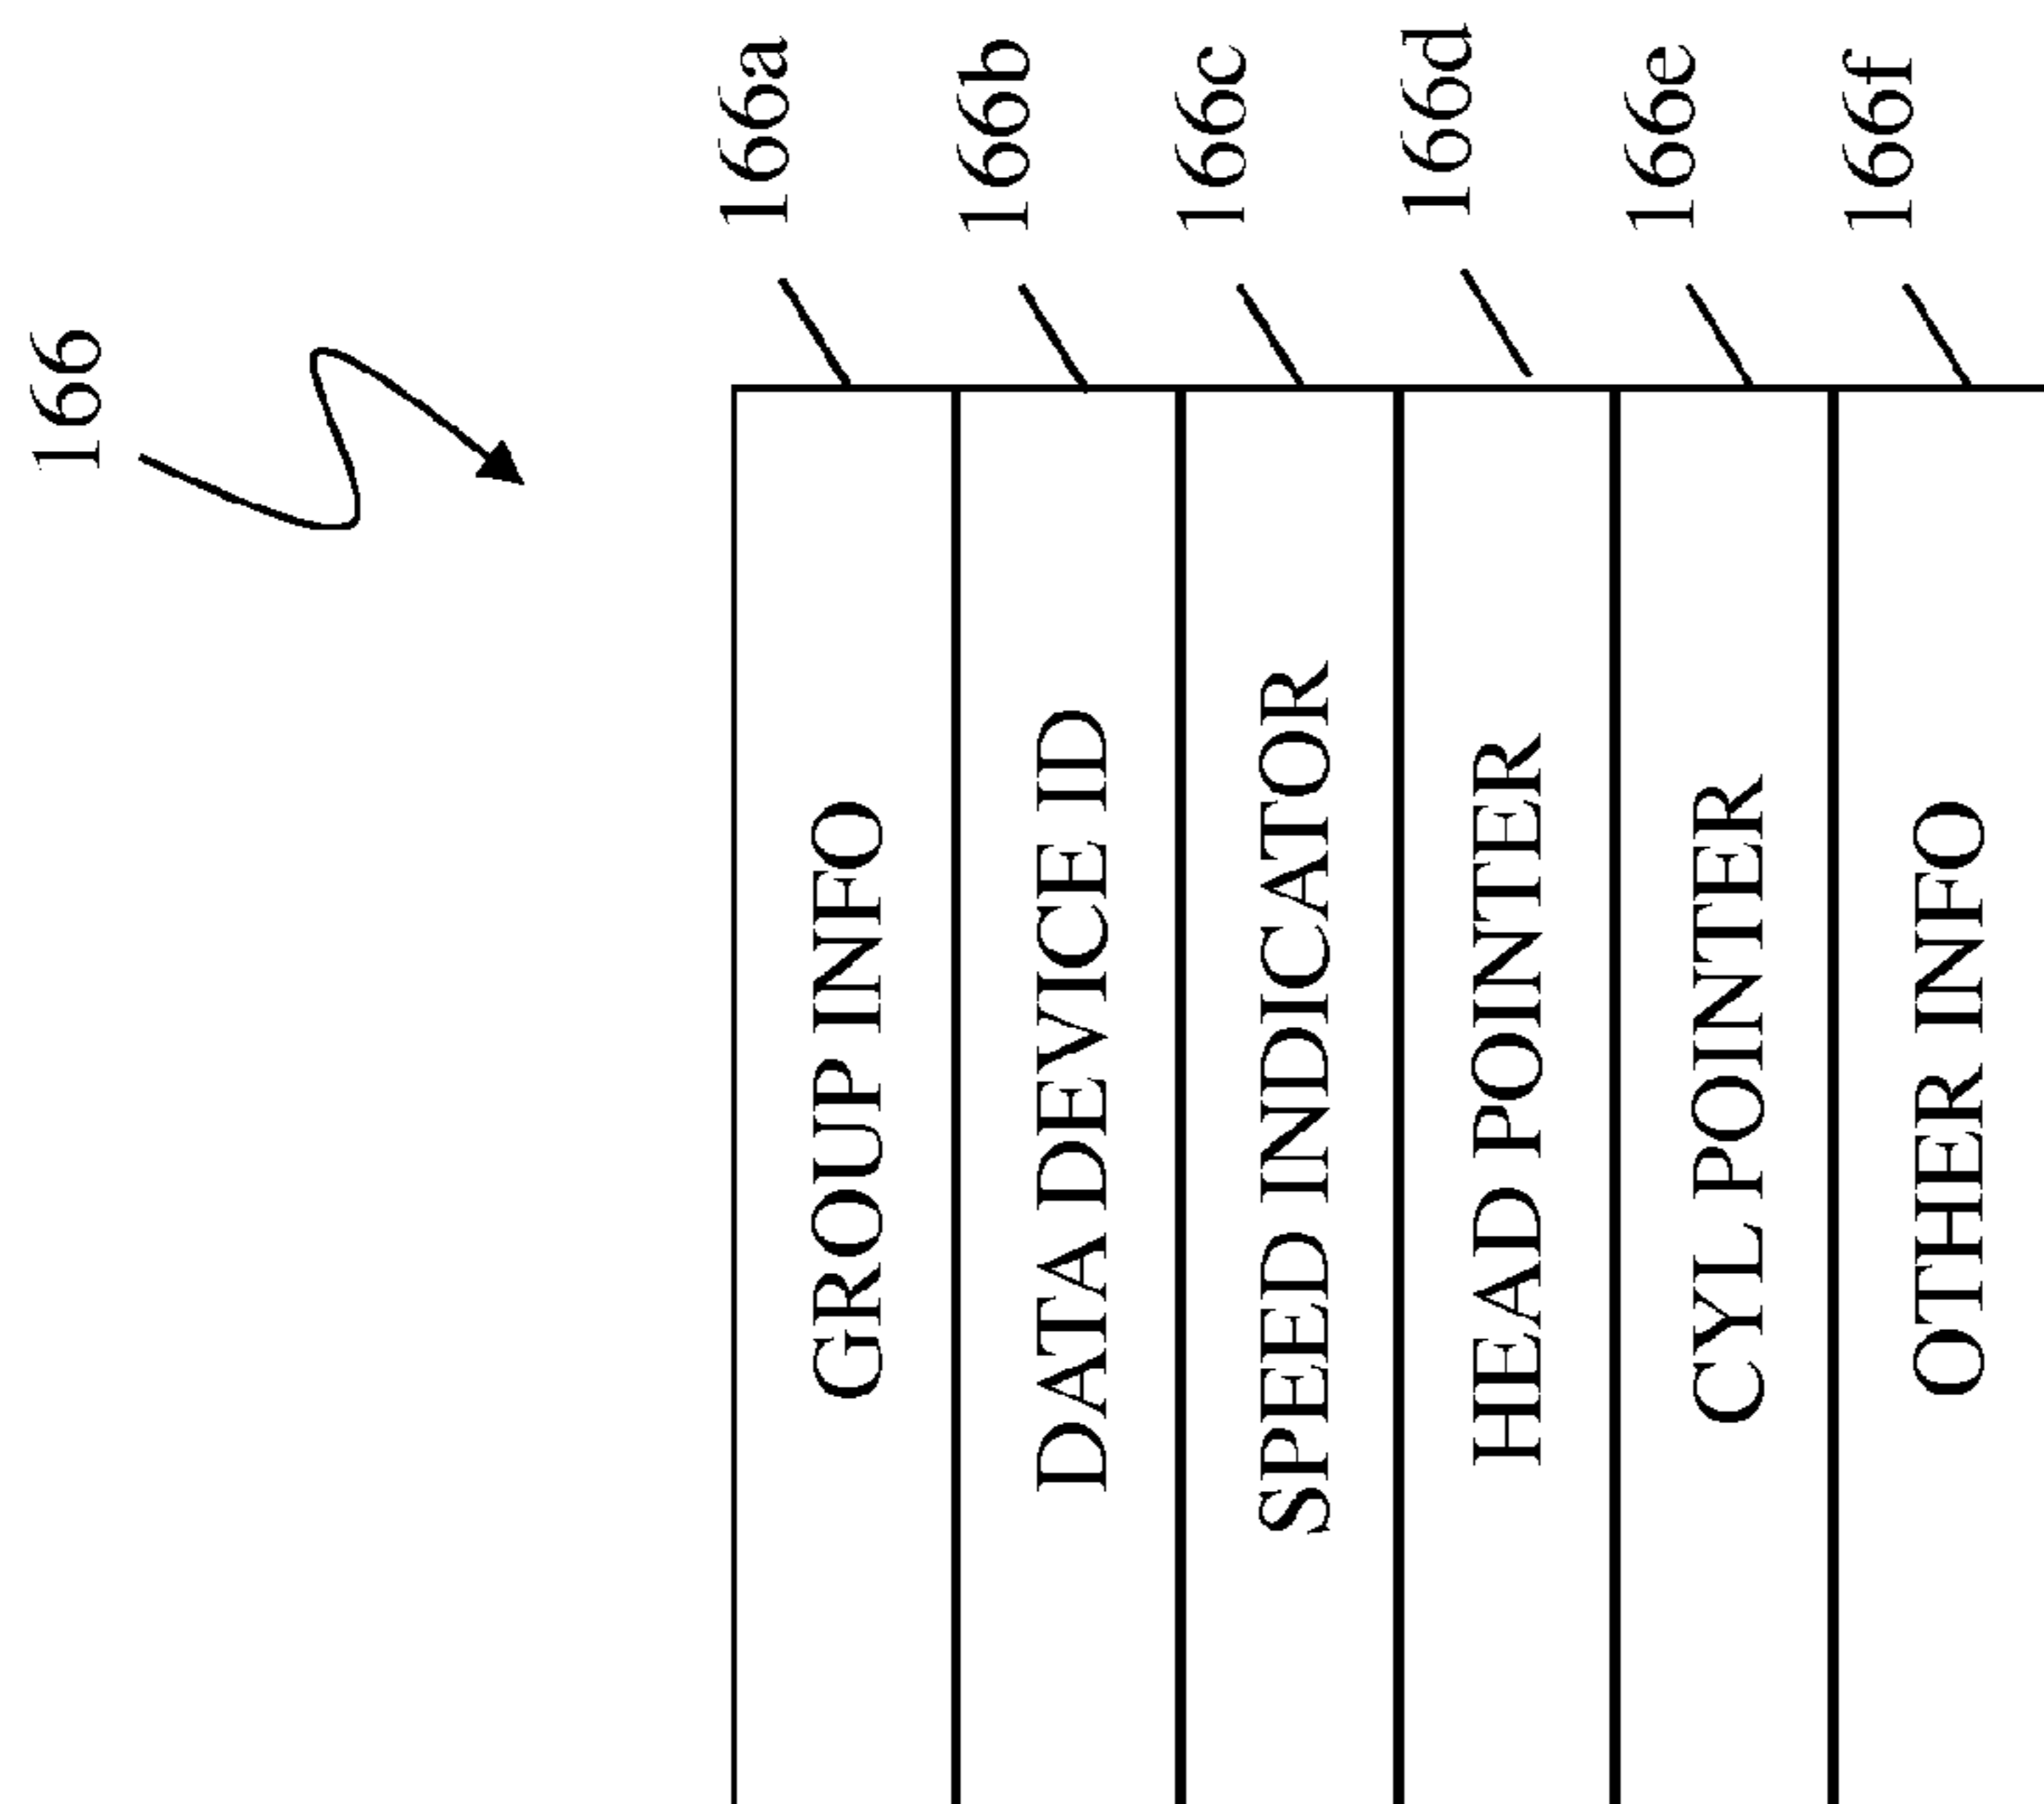 166
GROUP INFO 166a
DATA DEVICE ID 166b
SPEED INDICATOR 166c
HEAD POINTER 166d
CYL POINTER 166e
OTHER INFO 166f